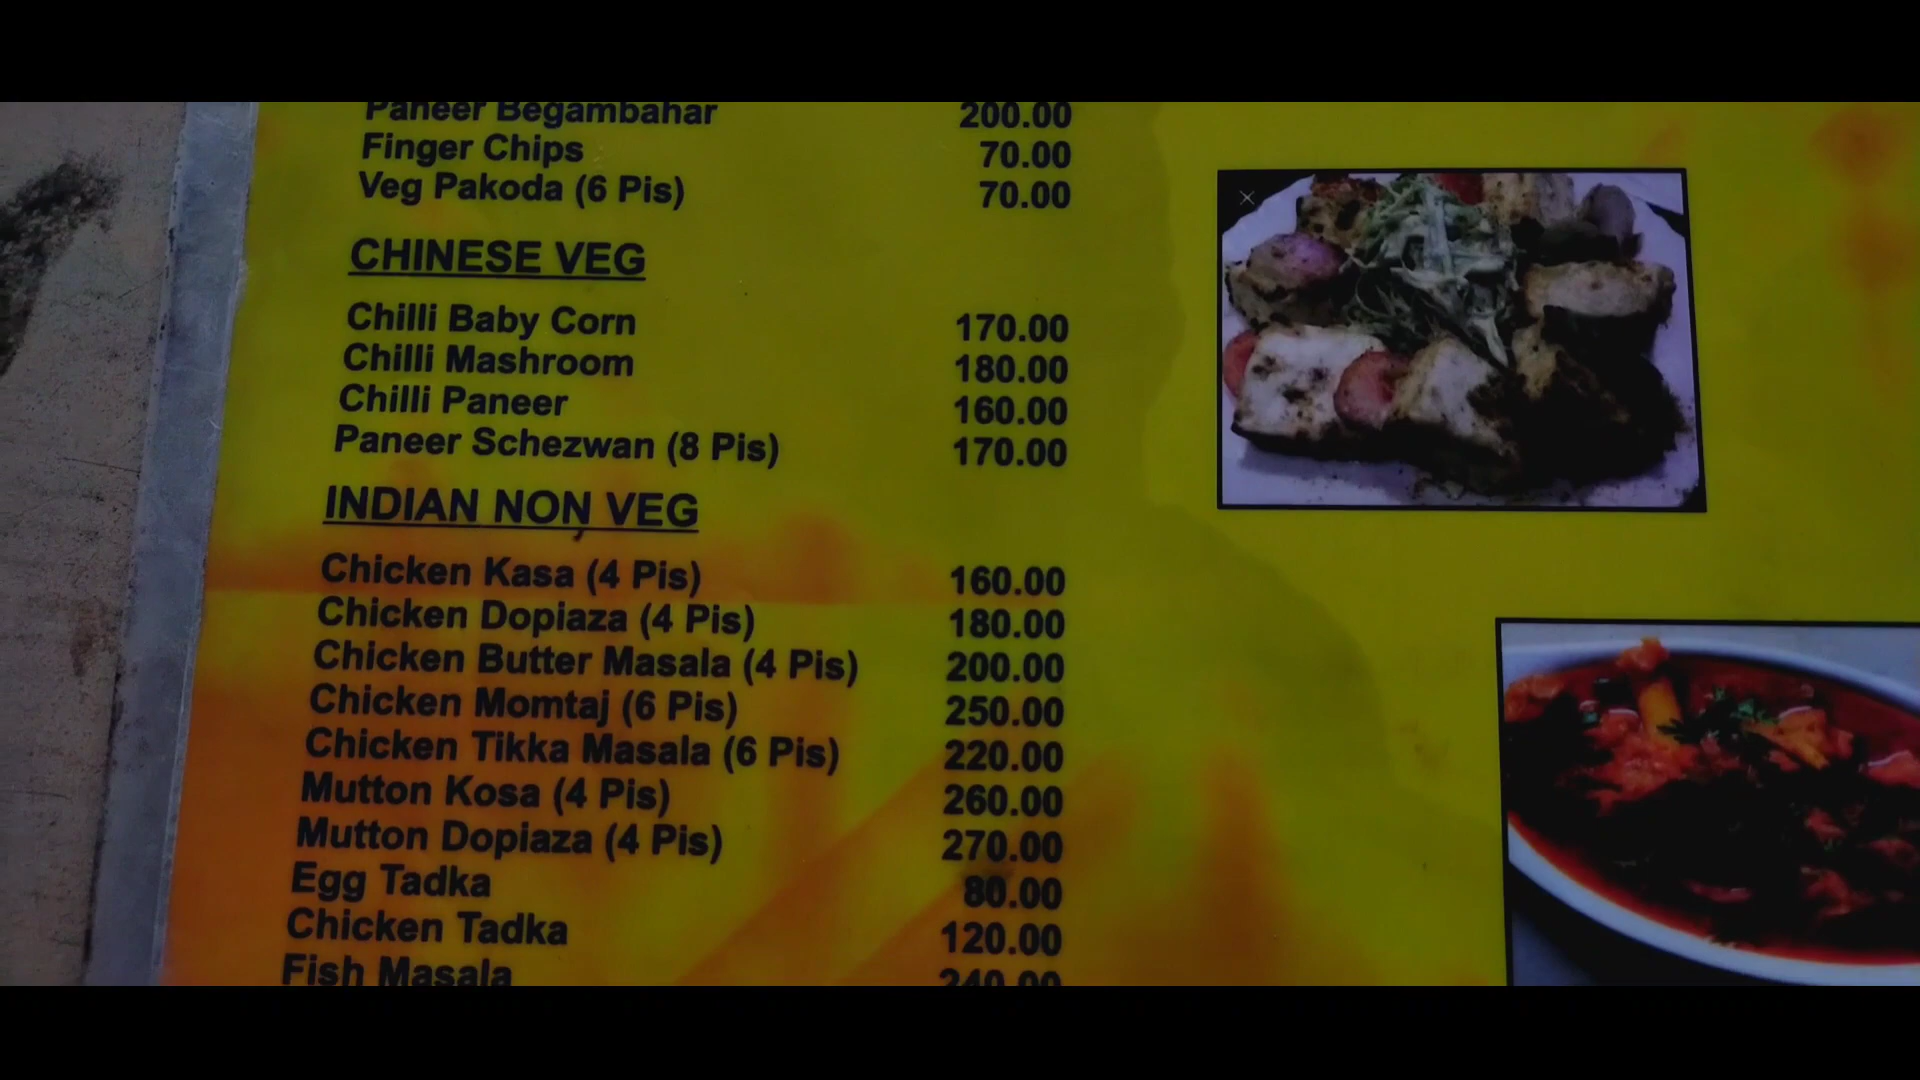 Paneer Begambahar 200.00
Finger Chips 70.00
Veg Pakoda (6 Pis) 70.00
CHINESE VEG
Chilli Baby Corn 170.00
Chilli Mashroom 180.00
Chilli Paneer 160.00
Paneer Schezwan (8 Pis) 170.00
INDIAN NON VEG
Chicken Kasa (4 Pis) 160.00
Chicken Dopiaza (4 Pis) 180.00
Chicken Butter Masala (4 Pis) 200.00
Chicken Momtaj (6 Pis) 250.00
Chicken Tikka Masala (6 Pis) 220.00
Mutton Kosa (4 Pis) 260.00
Mutton Dopiaza (4 Pis) 270.00
Egg Tadka 80.00
Chicken Tadka 120.00
Fish Masala 240.00